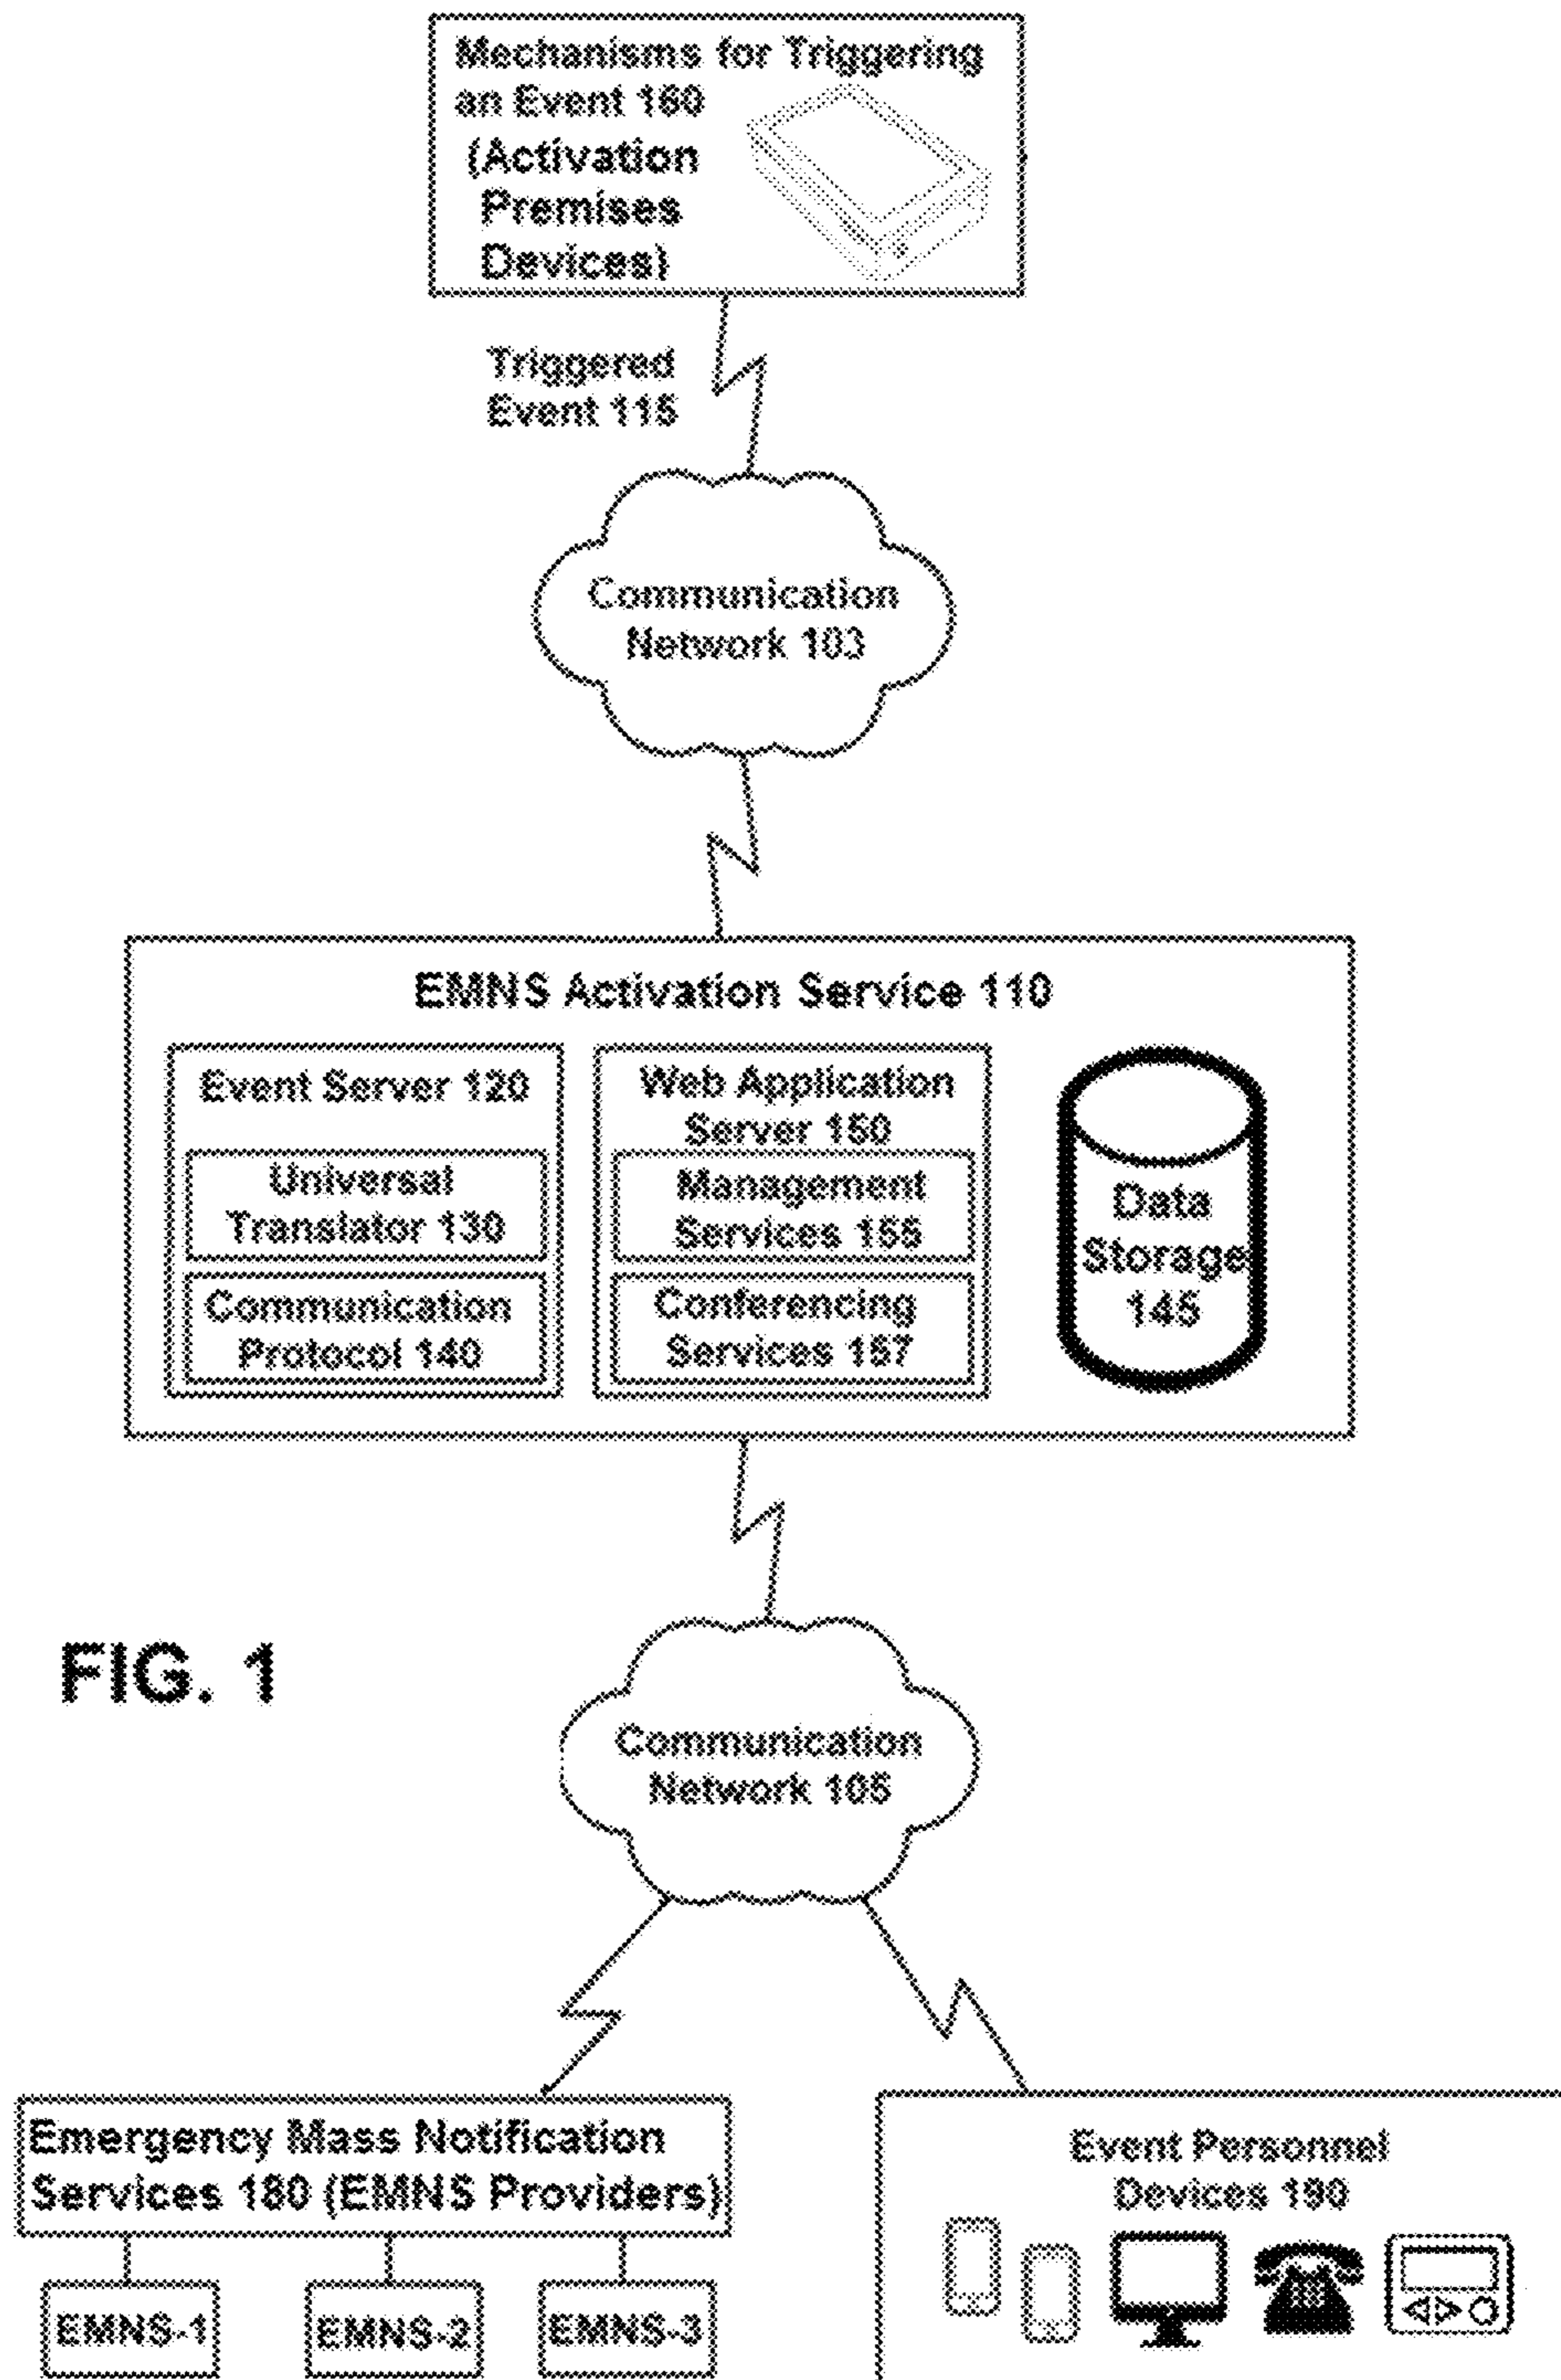 Mechanisms for Triggering
an Event 160
(Activation
Premises
Devices)
Triggered
Event 115
Communication
Network 103
EMNS Activation Service 110
Event Server 120
Universal
Translator 130
Communication
Protocol 140
Web Application
Server 150
Management
Services 155
Conferencing
Services 157
Data
Storage
145
FIG. 1
Communication
Network 105
Emergency Mass Notification
Services 180 (EMNS Providers)
EMNS-1
EMNS-2
EMNS-3
Event Personnel
Devices 190